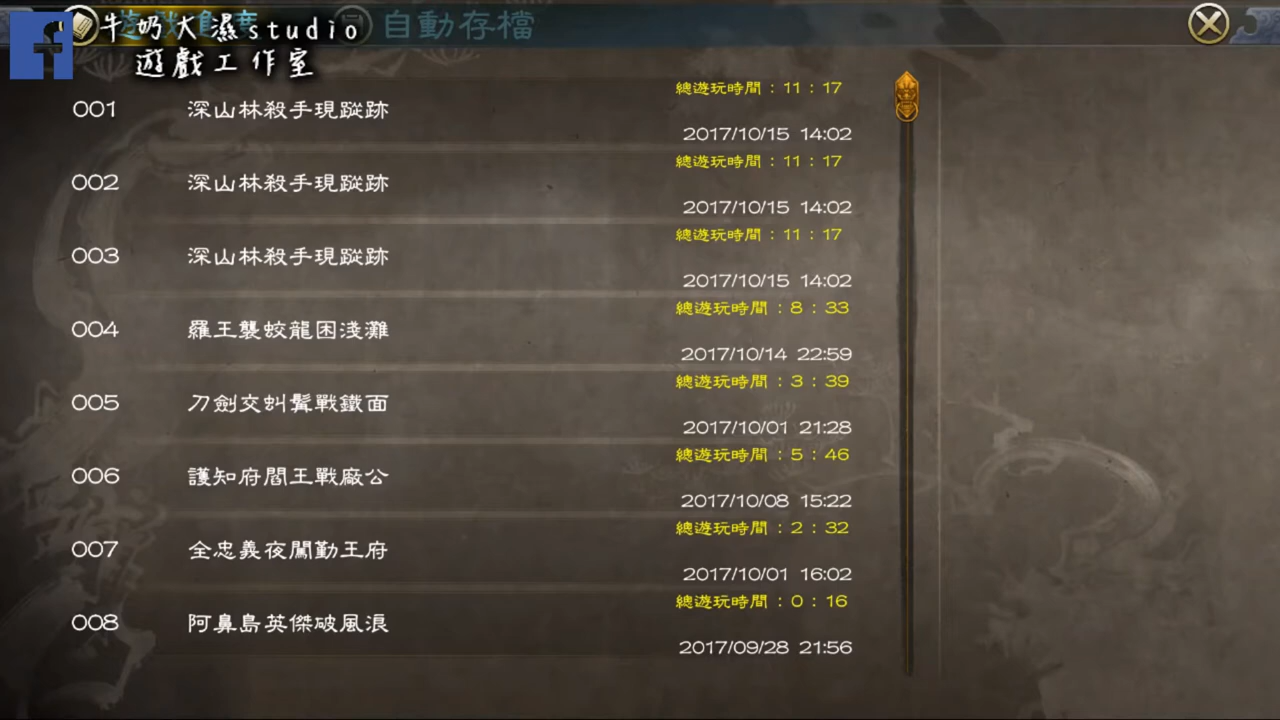 牛奶大濕studio
遊戲工作室
自動存檔
總遊玩時間：11：17
001 深山林殺手現蹤跡
2017/10/15 14:02
總遊玩時間：11：17
002 深山林殺手現蹤跡
2017/10/15 14:02
總遊玩時間：11：17
003 深山林殺手現蹤跡
2017/10/15 14:02
總遊玩時間：8：33
004 羅王襲蛟龍困淺灘
2017/10/14 22:59
總遊玩時間：3：39
005 刀劍交虯髯戰鐵面
2017/10/01 21:28
總遊玩時間：5：46
006 護知府閻王戰廠公
2017/10/08 15:22
總遊玩時間：2：32
007 全忠義夜闖勤王府
2017/10/01 16:02
總遊玩時間：0：16
008 阿鼻島英傑破風浪
2017/09/28 21:56